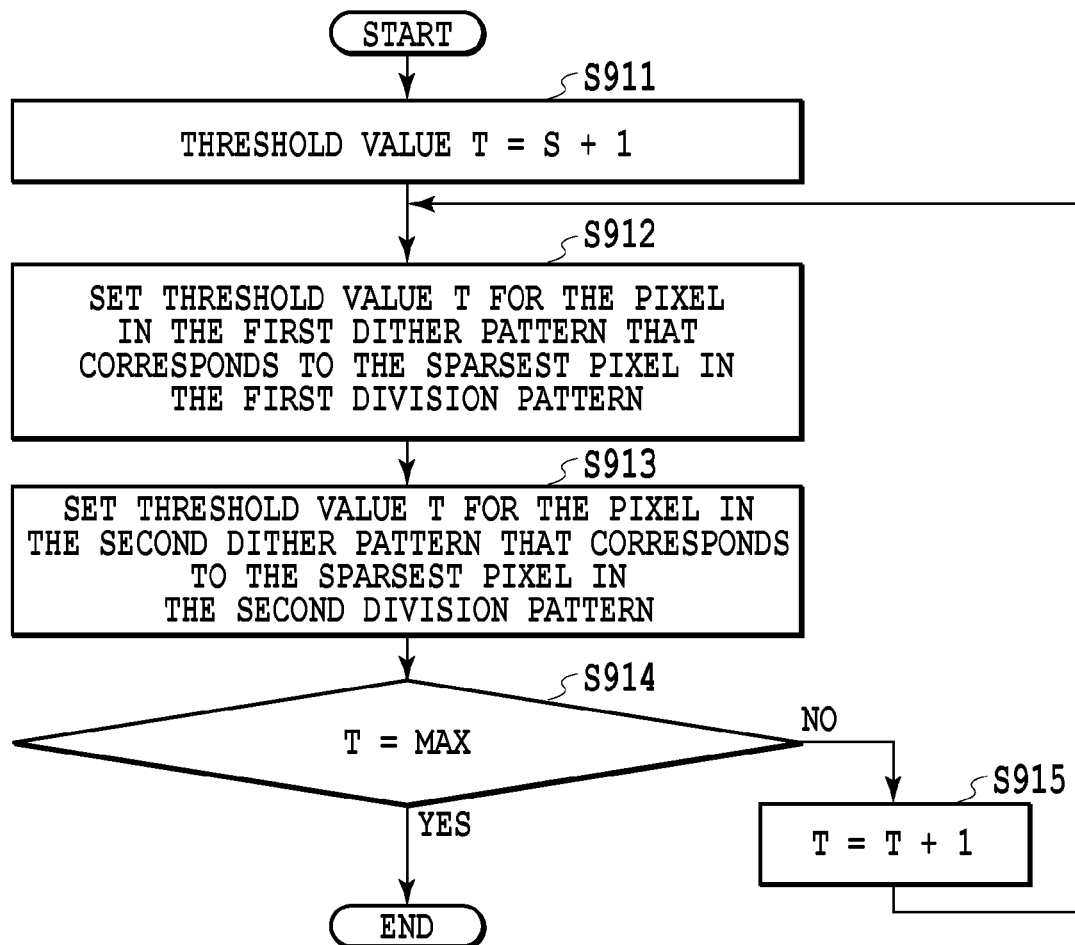 START
S911
THRESHOLD VALUE T = S + 1
S912
SET THRESHOLD VALUE T FOR THE PIXEL
IN THE FIRST DITHER PATTERN THAT
CORRESPONDS TO THE SPARSEST PIXEL IN
THE FIRST DIVISION PATTERN
S913
SET THRESHOLD VALUE T FOR THE PIXEL IN
THE SECOND DITHER PATTERN THAT CORRESPONDS
TO THE SPARSEST PIXEL IN
THE SECOND DIVISION PATTERN
S914
T = MAX
NO
S915
T = T + 1
YES
END